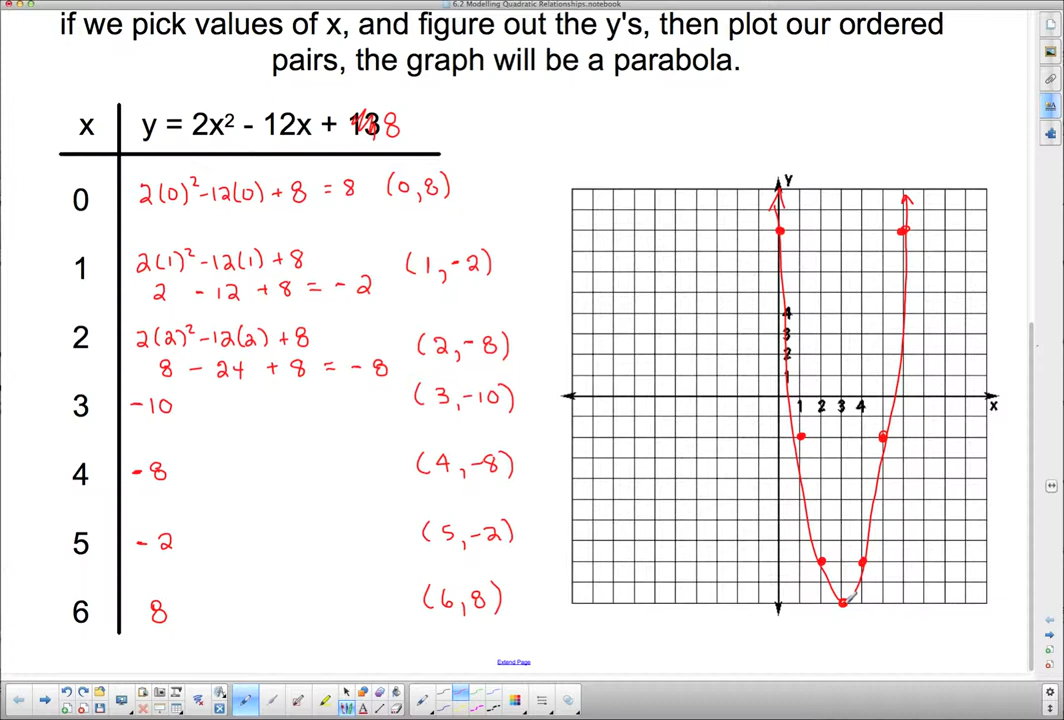 6.2 Modelling Quadratic Relationships.notebook
if we pick values of x, and figure out the y's, then plot our ordered
pairs, the graph will be a parabola.
x y = 2x² - 12x + 13 8
0 2(0)² -12(0) + 8 = 8 (0,8)
1 2(1)² -12(1) + 8 (1,-2)
2 - 12 + 8 = -2
2 2(2)² -12(2) + 8 (2,-8)
8 - 24 + 8 = -8
3 -10 (3,-10)
4 -8 (4,-8)
5 -2 (5,-2)
6 8 (6,8)
Y
4
3
2
1
1 2 3 4 X
Extend Page